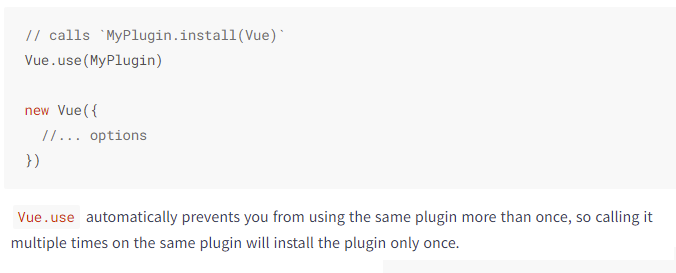 // calls `MyPlugin.install(Vue)`
Vue.use(MyPlugin)
new Vue({
//... options
})
Vue.use automatically prevents you from using the same plugin more than once, so calling it
multiple times on the same plugin will install the plugin only once.